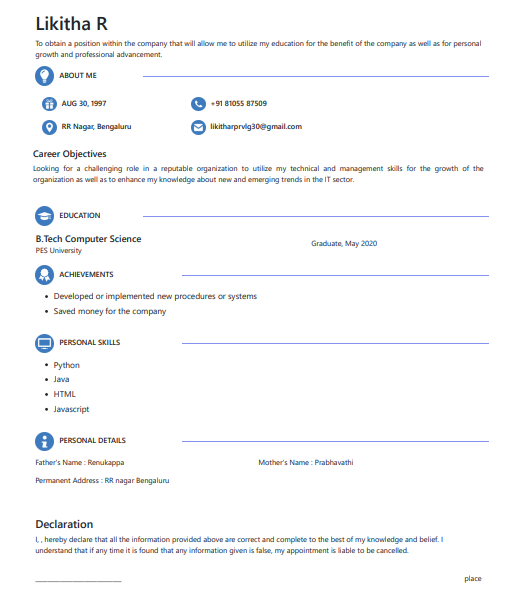 Likitha R
To obtain a position within the company that will allow me to utilize my education for the benefit of the company as well as for personal
growth and professional advancement.
ABOUT ME
AUG 30, 1997
+91 81055 87509
RR Nagar, Bengaluru
likitharprvlg30@gmail.com
Career Objectives
Looking for a challenging role in a reputable organization to utilize my technical and management skills for the growth of the
organization as well as to enhance my knowledge about new and emerging trends in the IT sector.
EDUCATION
B.Tech Computer Science
Graduate, May 2020
PES University
ACHIEVEMENTS
• Developed or implemented new procedures or systems
• Saved money for the company
PERSONAL SKILLS
• Python
• Java
• HTML
• Javascript
PERSONAL DETAILS
Father's Name : Renukappa
Mother's Name : Prabhavathi
Permanent Address : RR nagar Bengaluru
Declaration
I, , hereby declare that all the information provided above are correct and complete to the best of my knowledge and belief. I
understand that if any time it is found that any information given is false, my appointment is liable to be cancelled.
place